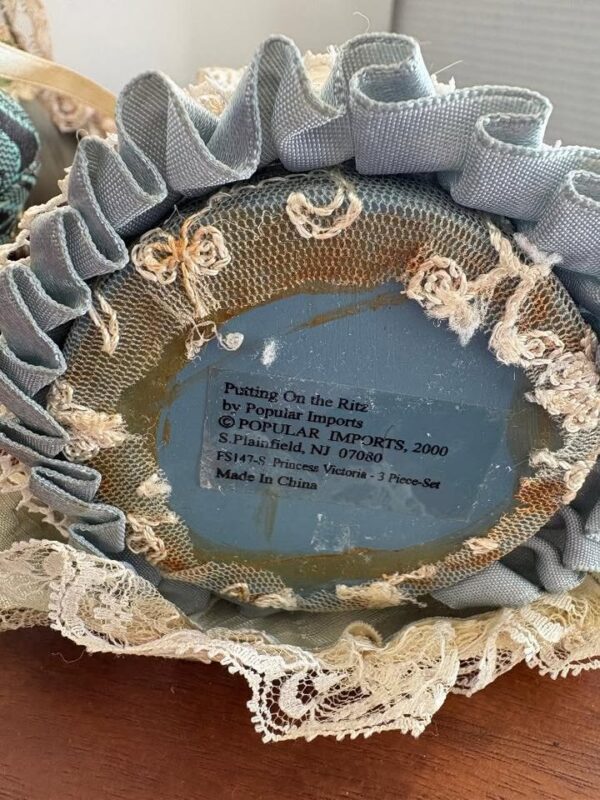 Putting On the Ritz
by Popular Imports
© POPULAR IMPORTS, 2000
S.Plainfield, NJ 07080
FS147-S Princess Victoria - 3 Piece-Set
Made In China